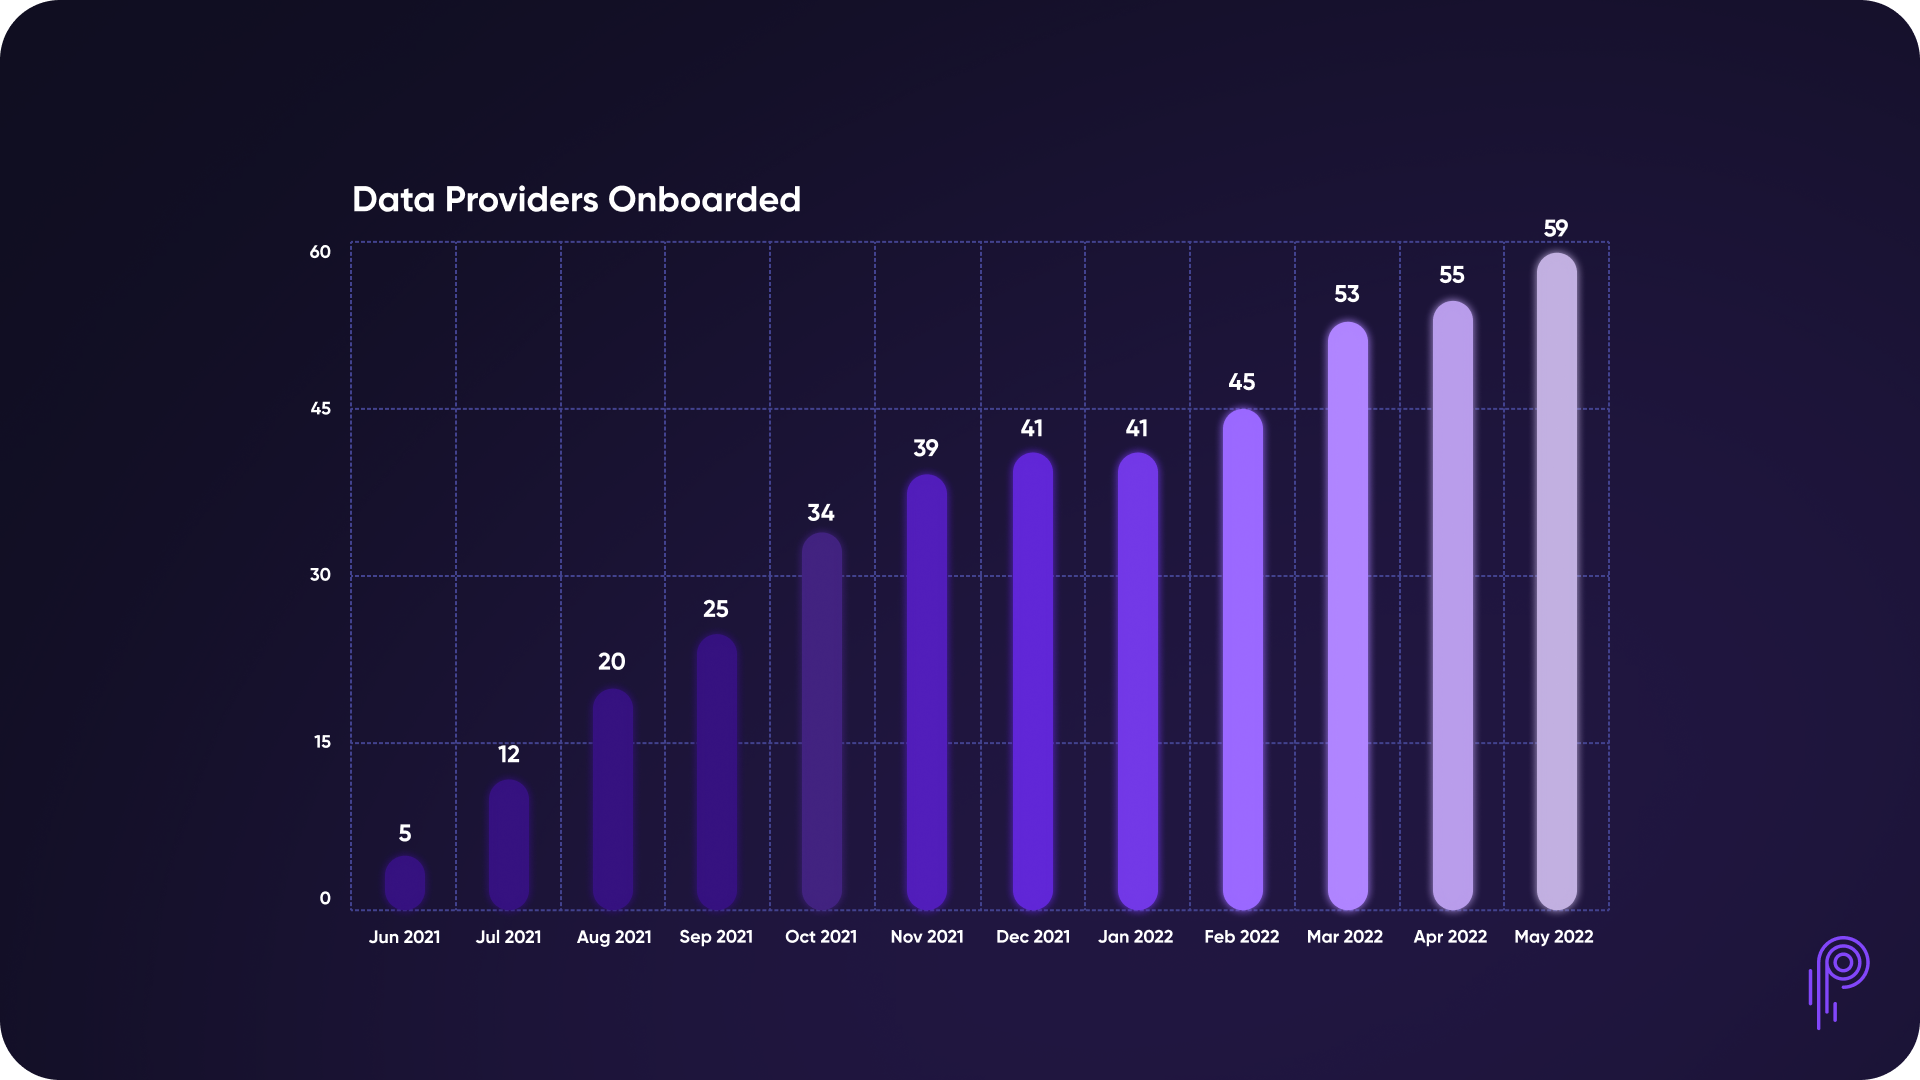 Data Providers Onboarded
60
45
30
15
0
5
12
20
25
34
39
41
41
45
53
55
59
Jun 2021
Jul 2021
Aug 2021
Sep 2021
Oct 2021
Nov 2021
Dec 2021
Jan 2022
Feb 2022
Mar 2022
Apr 2022
May 2022